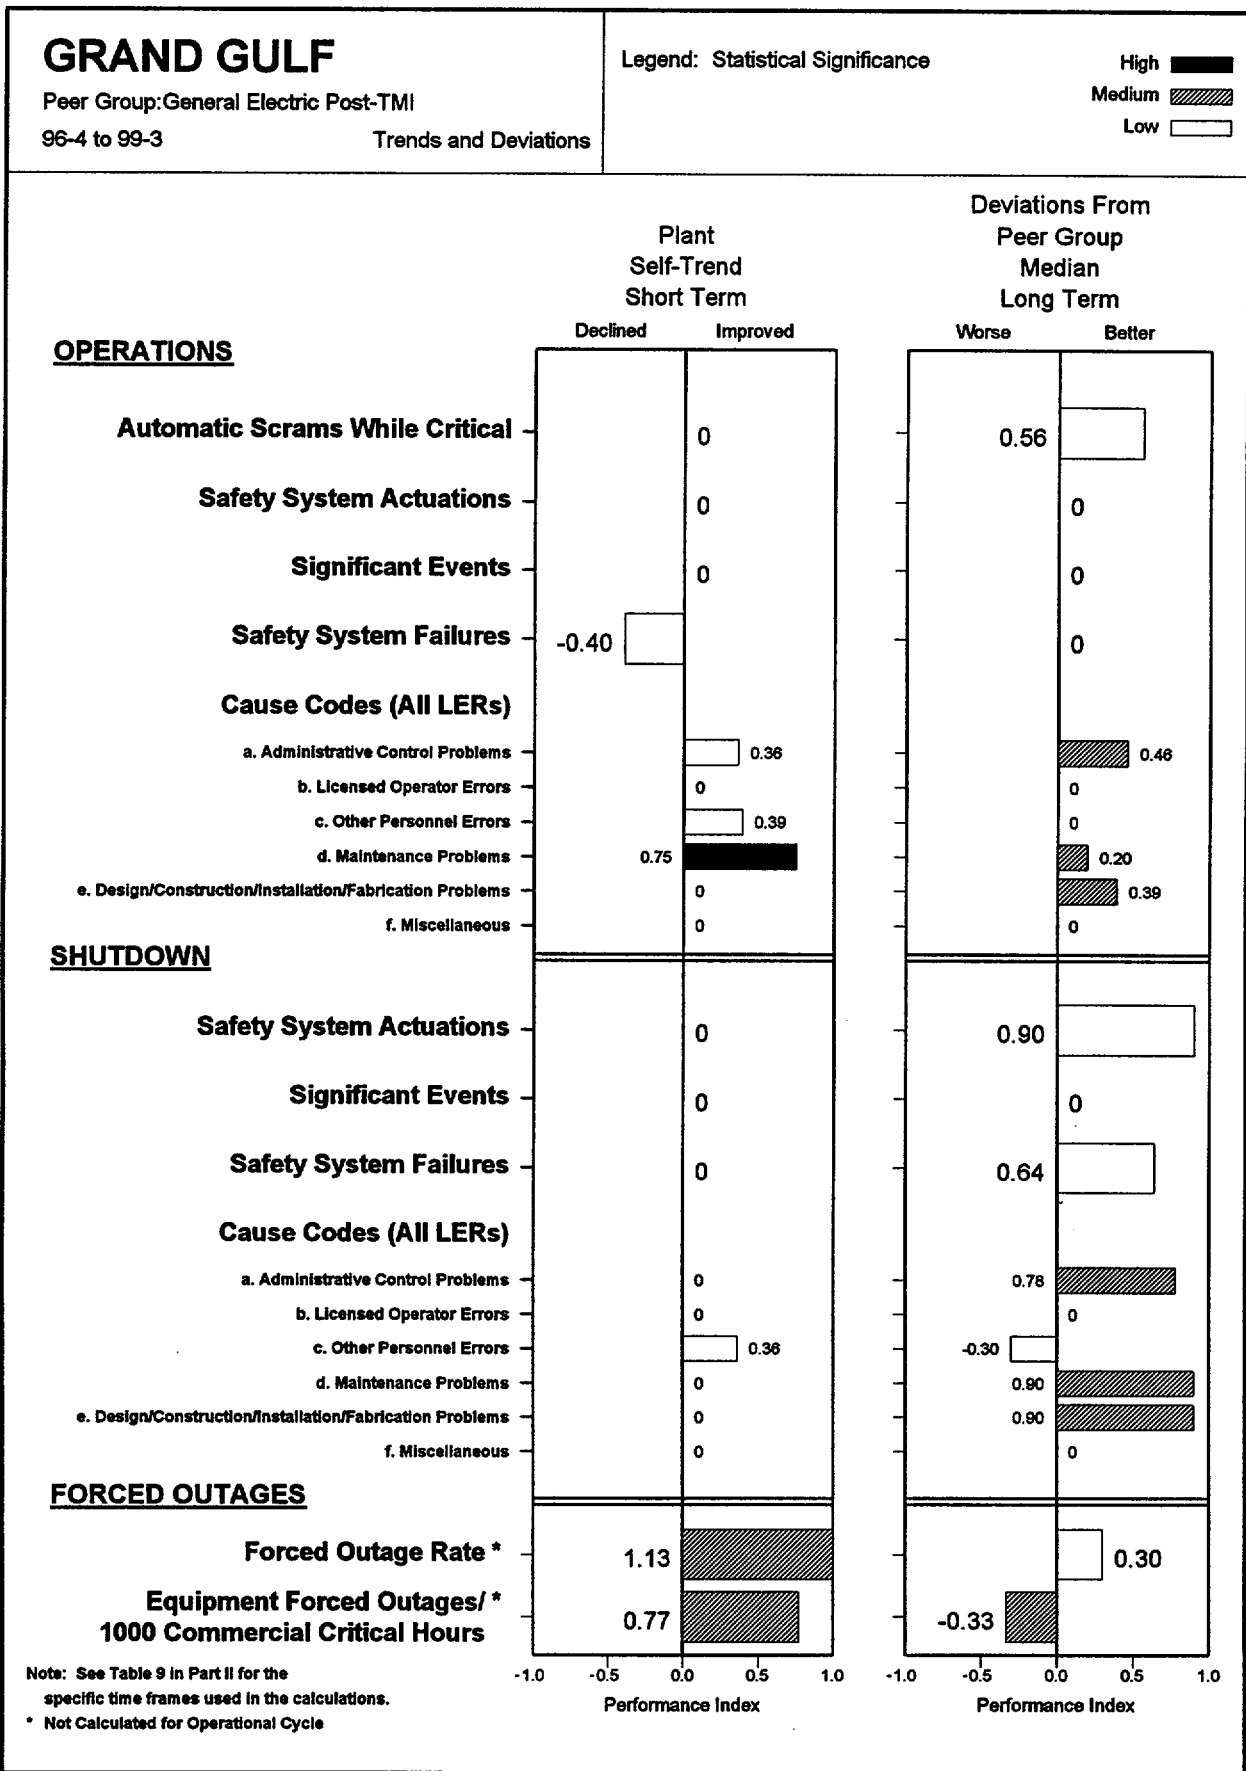 GRAND GULF
Peer Group:General Electric Post-TMI
96-4 to 99-3 Trends and Deviations
Legend: Statistical Significance
High
Medium
Low
Plant
Self-Trend
Short Term
Declined Improved
Deviations From
Peer Group
Median
Long Term
Worse Better
OPERATIONS
Automatic Scrams While Critical 0 0.56
Safety System Actuations 0 0
Significant Events 0 0
Safety System Failures -0.40 0
Cause Codes (All LERs)
a. Administrative Control Problems 0.36 0.46
b. Licensed Operator Errors 0 0
c. Other Personnel Errors 0.39 0
d. Maintenance Problems 0.75 0.20
e. Design/Construction/Installation/Fabrication Problems 0 0.39
f. Miscellaneous 0 0
SHUTDOWN
Safety System Actuations 0 0.90
Significant Events 0 0
Safety System Failures 0 0.64
Cause Codes (All LERs)
a. Administrative Control Problems 0 0.78
b. Licensed Operator Errors 0 0
c. Other Personnel Errors 0.36 -0.30
d. Maintenance Problems 0 0.90
e. Design/Construction/Installation/Fabrication Problems 0 0.90
f. Miscellaneous 0 0
FORCED OUTAGES
Forced Outage Rate * 1.13 0.30
Equipment Forced Outages/ *
1000 Commercial Critical Hours 0.77 -0.33
-1.0 -0.5 0.0 0.5 1.0 -1.0 -0.5 0.0 0.5 1.0
Performance Index Performance Index
Note: See Table 9 in Part II for the
specific time frames used in the calculations.
* Not Calculated for Operational Cycle